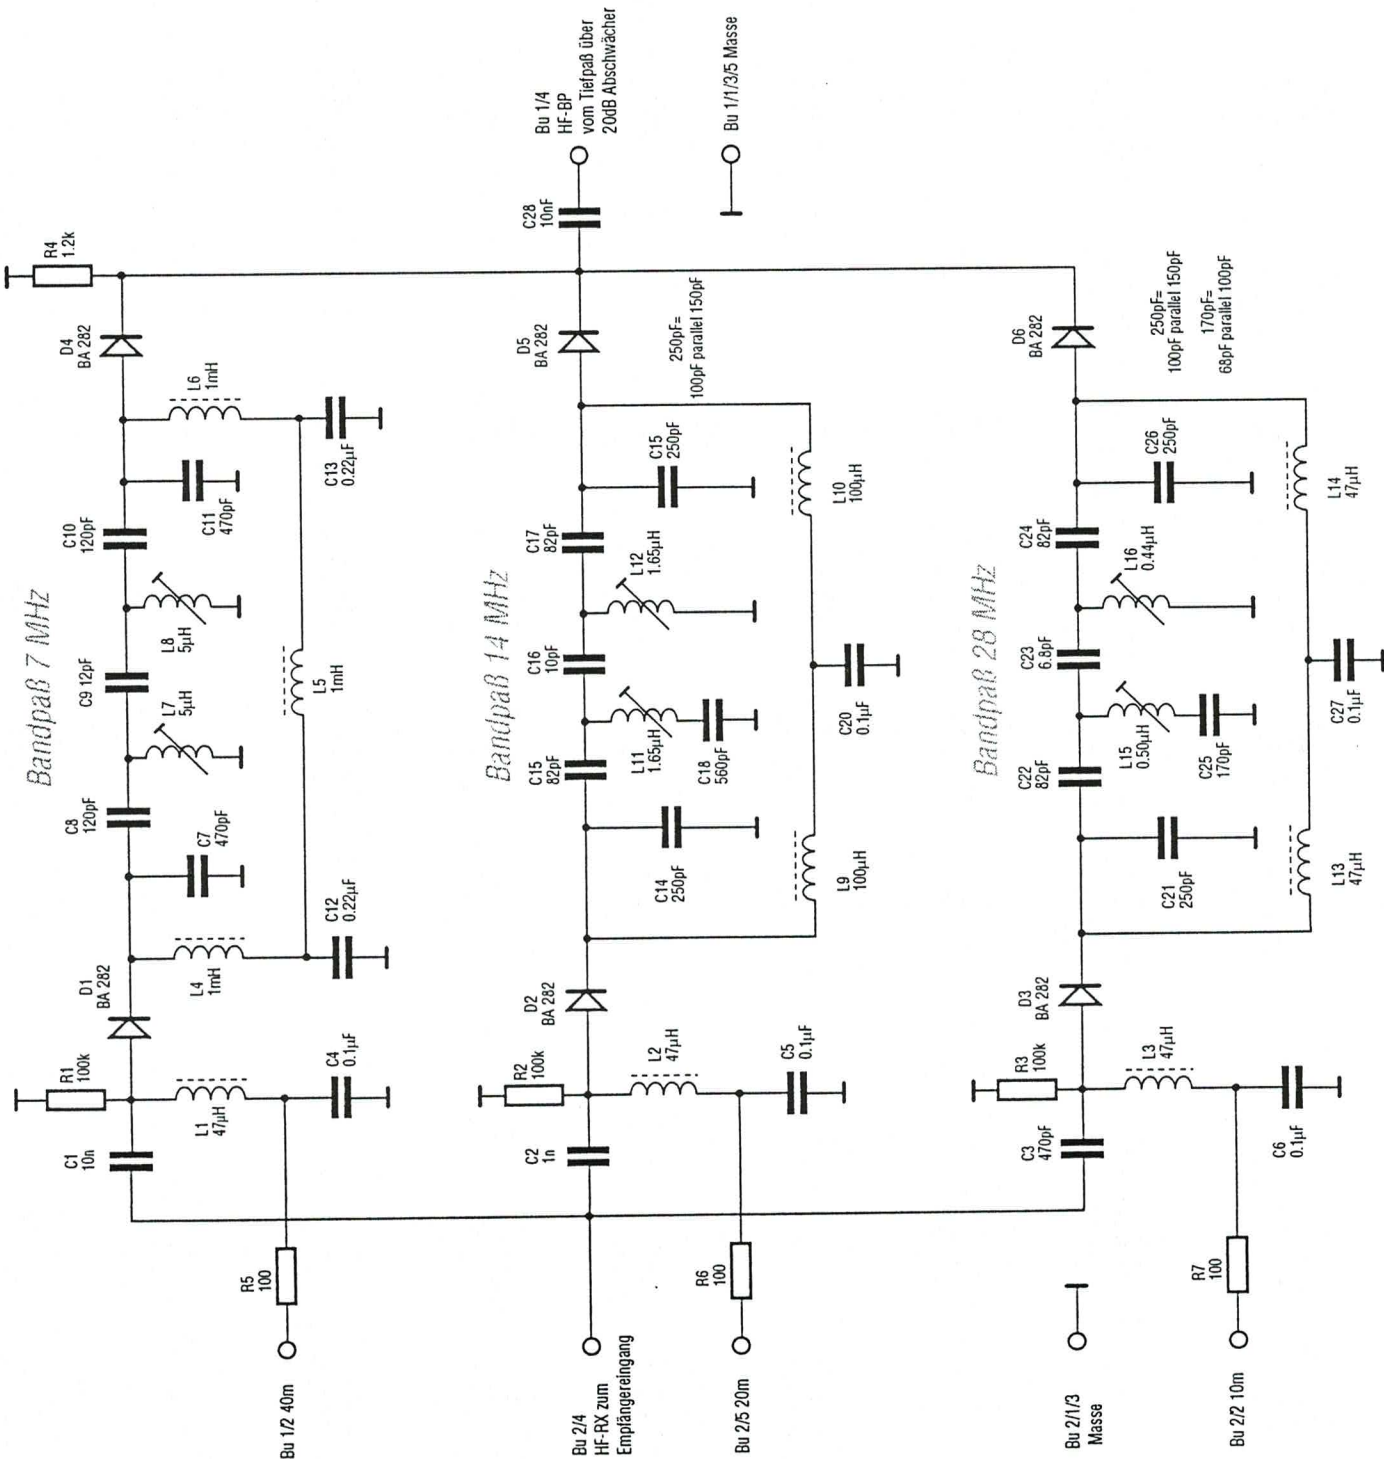 Bandpaß 7 MHz
R4
1.2k
D4
BA 282
L6
1mH
C13
0.22µF
C10
120pF
C11
470pF
L8
5µH
C9 12pF
L7
5µH
L5
1mH
C8
120pF
C7
470pF
C12
0.22µF
L4
1mH
D1
BA 282
R1
100k
C4
0.1µF
L1
47µH
C1
10n
R5
100
Bu 1/2 40m
Bandpaß 14 MHz
Bu 1/4
HF-BP
vom Tiefpaß über
20dB Abschwächer
Bu 1/1/3/5 Masse
C28
10nF
D5
BA 282
250pF=
100pF parallel 150pF
C15
250pF
L10
100µH
C17
82pF
L12
1.65µH
C16
10pF
L11
1.65µH
C18
560pF
C20
0.1µF
C15
82pF
C14
250pF
L9
100µH
D2
BA 282
R2
100k
L2
47µH
C5
0.1µF
C2
1n
R6
100
Bu 2/4
HF-RX zum
Empfängereingang
Bu 2/5 20m
Bandpaß 28 MHz
D6
BA 282
250pF=
100pF parallel 150pF
170pF=
68pF parallel 100pF
C26
250pF
L14
47µH
C24
82pF
L16
0.44µH
C23
6.8pF
L15
0.50µH
C25
170pF
C27
0.1µF
C22
82pF
C21
250pF
L13
47µH
D3
BA 282
R3
100k
L3
47µH
C3
470pF
C6
0.1µF
R7
100
Bu 2/1/3
Masse
Bu 2/2 10m